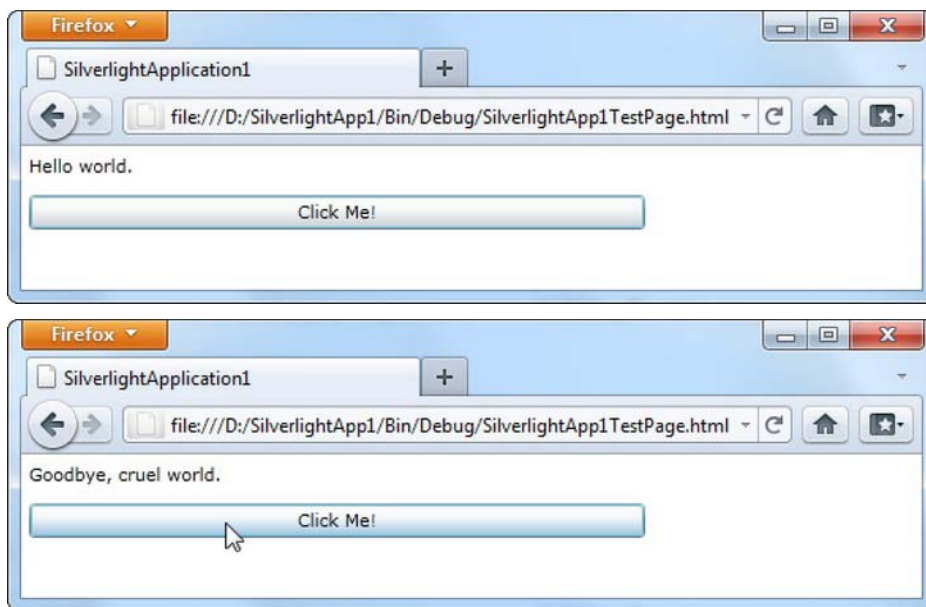 Firefox
SilverlightApplication1
file:///D:/SilverlightApp1/Bin/Debug/SilverlightApp1TestPage.html
Hello world.
Click Me!
Firefox
SilverlightApplication1
file:///D:/SilverlightApp1/Bin/Debug/SilverlightApp1TestPage.html
Goodbye, cruel world.
Click Me!